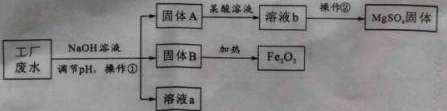 工厂
废水
NaOH溶液
调节pH，操作①
固体A
某酸溶液
溶液b
操作②
MgSO₄固体
固体B
加热
Fe₂O₃
溶液a